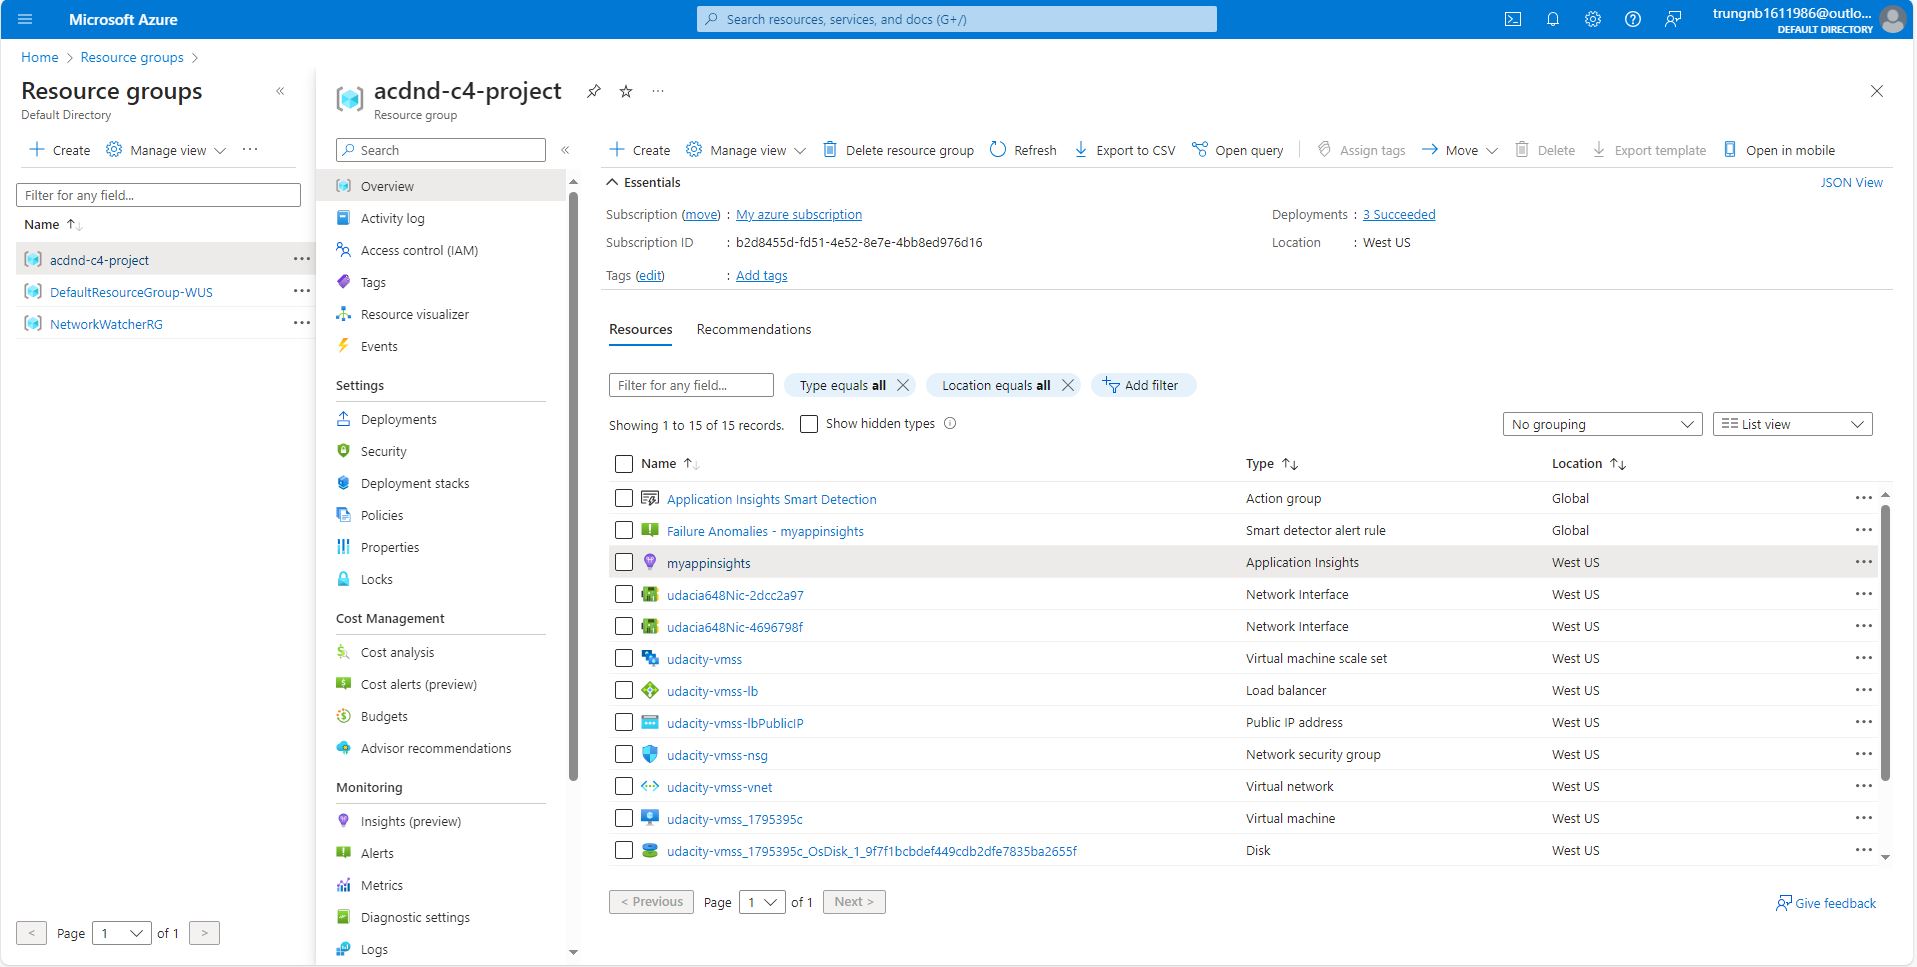 Microsoft Azure
Search resources, services, and docs (G+/)
trungnb1611986@outlo...
DEFAULT DIRECTORY
Home > Resource groups >
Resource groups
Default Directory
Create Manage view ...
Filter for any field...
Name
acdnd-c4-project
DefaultResourceGroup-WUS
NetworkWatcherRG
< Page 1 of 1 >
acdnd-c4-project
Resource group
Search
Overview
Activity log
Access control (IAM)
Tags
Resource visualizer
Events
Settings
Deployments
Security
Deployment stacks
Policies
Properties
Locks
Cost Management
Cost analysis
Cost alerts (preview)
Budgets
Advisor recommendations
Monitoring
Insights (preview)
Alerts
Metrics
Diagnostic settings
Logs
Create Manage view Delete resource group Refresh Export to CSV Open query Assign tags Move Delete Export template Open in mobile
Essentials JSON View
Subscription (move) : My azure subscription Deployments : 3 Succeeded
Subscription ID : b2d8455d-fd51-4e52-8e7e-4bb8ed976d16 Location : West US
Tags (edit) : Add tags
Resources Recommendations
Filter for any field... Type equals all Location equals all Add filter
Showing 1 to 15 of 15 records. Show hidden types No grouping List view
Name Type Location
Application Insights Smart Detection Action group Global
Failure Anomalies - myappinsights Smart detector alert rule Global
myappinsights Application Insights West US
udacia648Nic-2dcc2a97 Network Interface West US
udacia648Nic-4696798f Network Interface West US
udacity-vmss Virtual machine scale set West US
udacity-vmss-lb Load balancer West US
udacity-vmss-lbPublicIP Public IP address West US
udacity-vmss-nsg Network security group West US
udacity-vmss-vnet Virtual network West US
udacity-vmss_1795395c Virtual machine West US
udacity-vmss_1795395c_OsDisk_1_9f7f1bcbdef449cdb2dfe7835ba2655f Disk West US
< Previous Page 1 of 1 Next > Give feedback